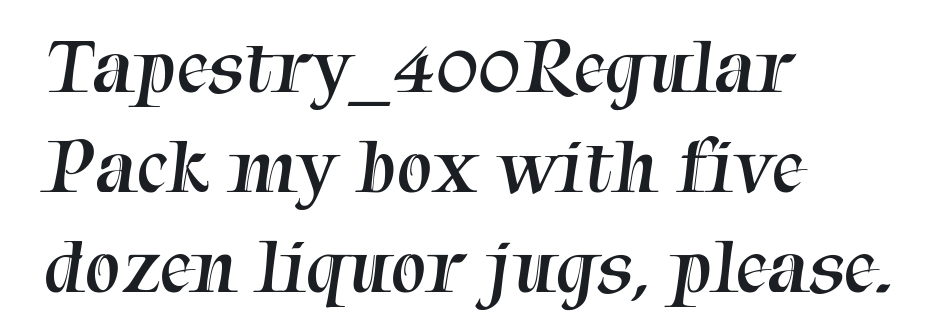 Tapestry_400Regular
Pack my box with five
dozen liquor jugs, please.